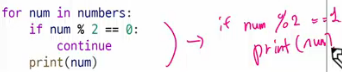 for num in numbers:
if num % 2 == 0:
continue
print(num)
if num % 2 == 1
print(num)